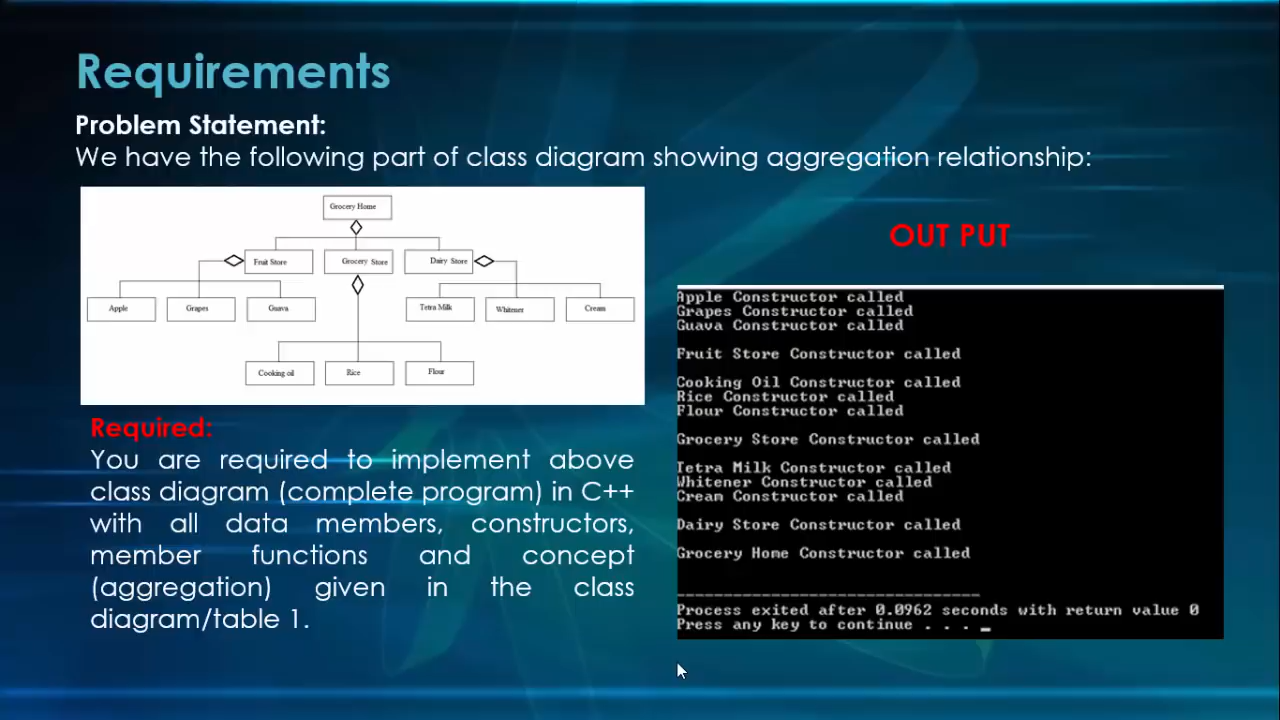 Requirements
Problem Statement:
We have the following part of class diagram showing aggregation relationship:
Grocery Home
Fruit Store
Grocery Store
Dairy Store
Apple
Grapes
Guava
Tetra Milk
Whitener
Cream
Cooking oil
Rice
Flour
Required:
You are required to implement above
class diagram (complete program) in C++
with all data members, constructors,
member functions and concept
(aggregation) given in the class
diagram/table 1.
OUT PUT
Apple Constructor called
Grapes Constructor called
Guava Constructor called
Fruit Store Constructor called
Cooking Oil Constructor called
Rice Constructor called
Flour Constructor called
Grocery Store Constructor called
Tetra Milk Constructor called
Whitener Constructor called
Cream Constructor called
Dairy Store Constructor called
Grocery Home Constructor called
--------------------------------
Process exited after 0.0962 seconds with return value 0
Press any key to continue . . . _